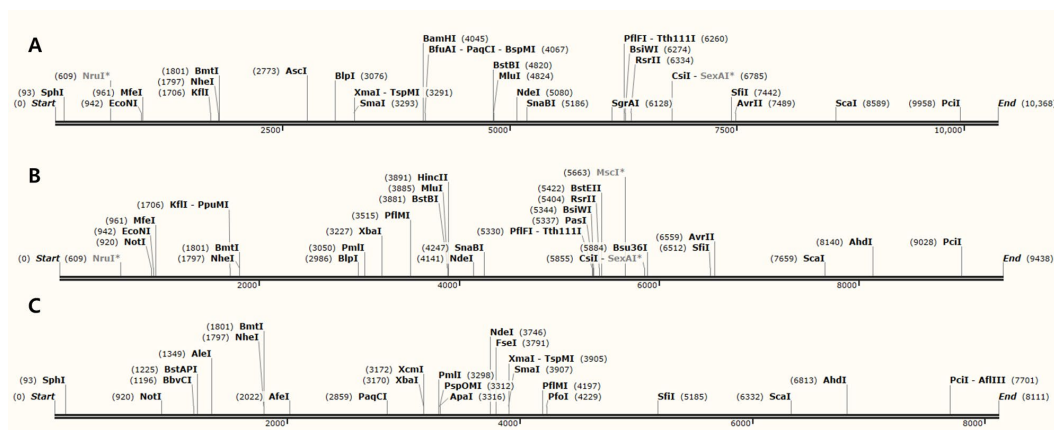 A
BamHI (4045)
BfuAI - PaqCI - BspMI (4067)
PflFI - Tth111I (6260)
BsiWI (6274)
RsrII (6334)
(609) NruI*
(1801) BmtI
(1797) NheI
(2773) AscI
BlpI (3076)
BstBI (4820)
MluI (4824)
CsiI - SexAI* (6785)
(93) SphI
(961) MfeI
(1706) KflI
XmaI - TspMI (3291)
NdeI (5080)
SfiI (7442)
(0) Start
(942) EcoNI
SmaI (3293)
SnaBI (5186)
SgrAI (6128)
AvrII (7489)
ScaI (8589)
(9958) PciI
End (10,368)
2500
5000
7500
10,000
B
(5663) MscI*
(3891) HincII
(3885) MluI
(3881) BstBI
(5422) BstEII
(5404) RsrII
(5344) BsiWI
(5337) PasI
(1706) KflI - PpuMI
(961) MfeI
(942) EcoNI
(920) NotI
(3515) PflMI
(3227) XbaI
(5330) PflFI - Tth111I
(1801) BmtI
(1797) NheI
(3050) PmlI
(2986) BlpI
(4247) SnaBI
(4141) NdeI
(5884) Bsu36I
(5855) CsiI - SexAI*
(6559) AvrII
(6512) SfiI
(8140) AhdI
(7659) ScaI
(9028) PciI
(0) Start
(609) NruI*
End (9438)
2000
4000
6000
8000
C
(1801) BmtI
(1797) NheI
NdeI (3746)
FseI (3791)
(1349) AleI
(1225) BstAPI
(1196) BbvCI
XmaI - TspMI (3905)
SmaI (3907)
(3172) XcmI
(3170) XbaI
PmlI (3298)
(93) SphI
PspOMI (3312)
PflMI (4197)
(6813) AhdI
PciI - AflIII (7701)
(0) Start
(920) NotI
(2022) AfeI
(2859) PaqCI
ApaI (3316)
PfoI (4229)
SfiI (5185)
(6332) ScaI
End (8111)
2000
4000
6000
8000